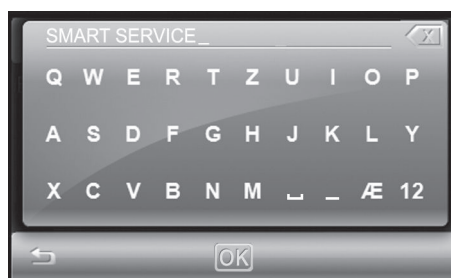 SMART SERVICE_
Q W E R T Z U I O P
A S D F G H J K L Y
X C V B N M ⎵ _ Æ 12
OK